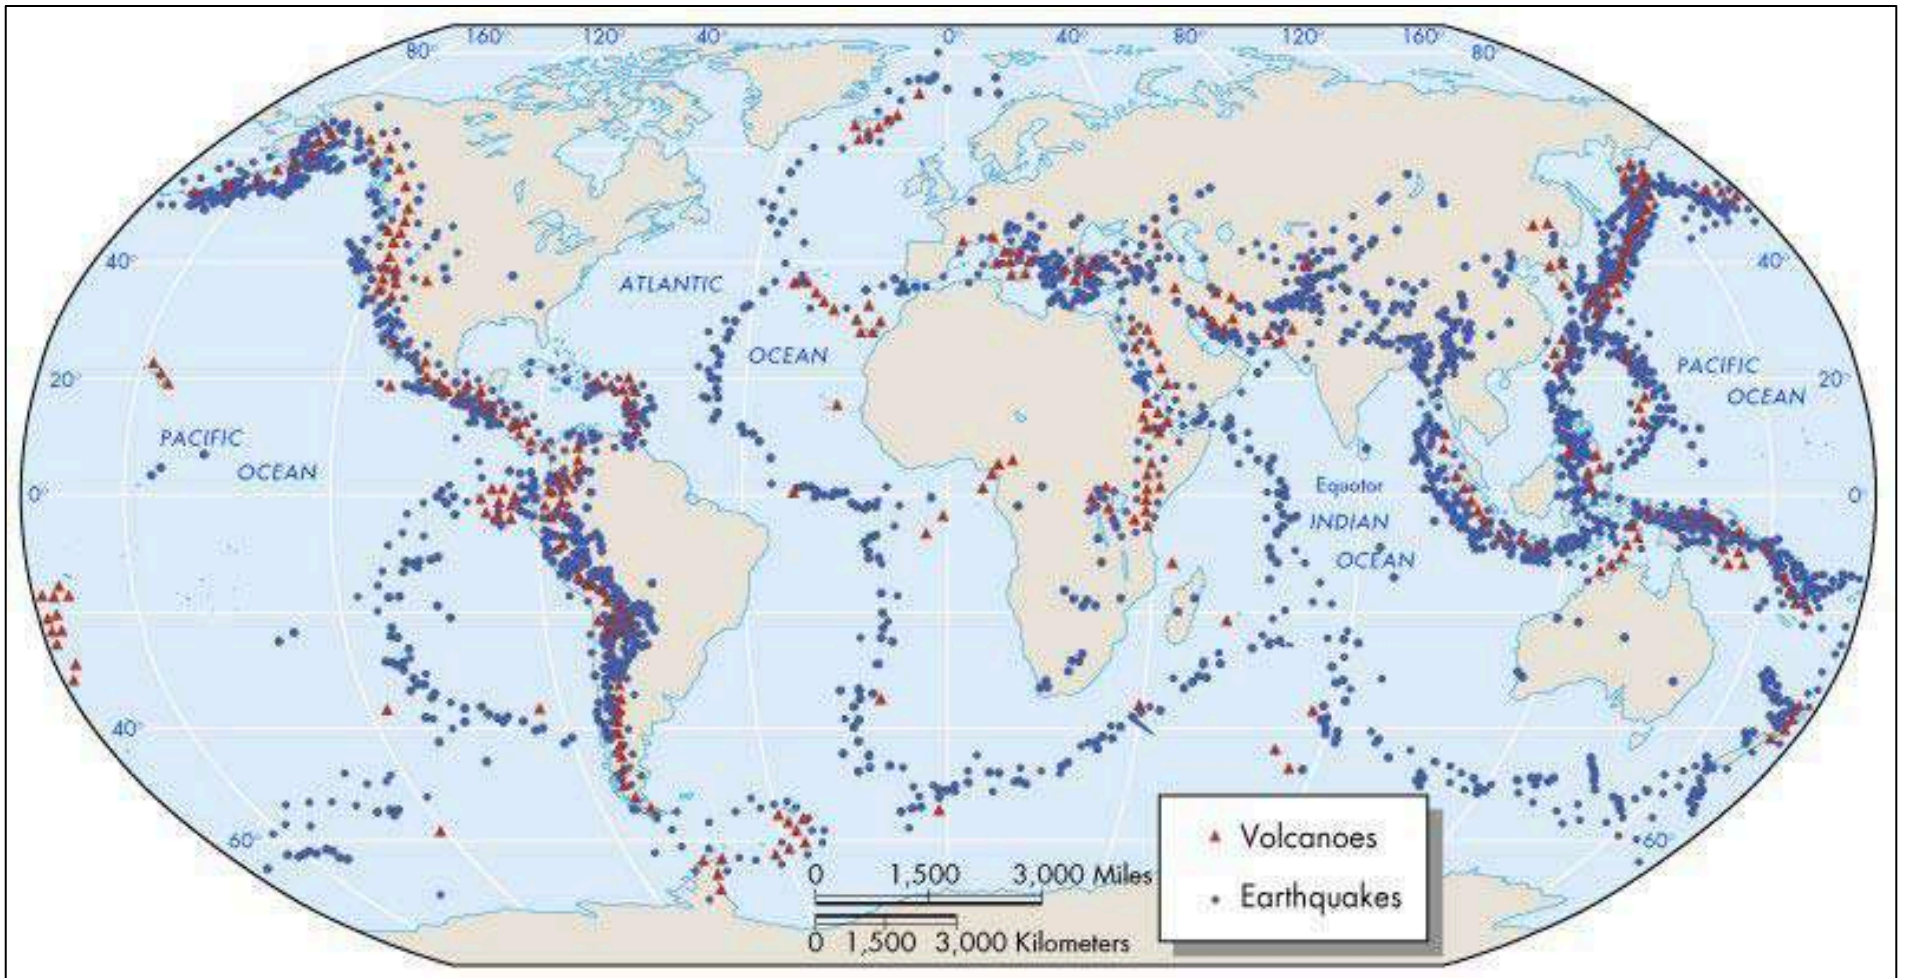 80° 160° 120° 40° 0° 40° 80° 120° 160° 80°
40° 40°
ATLANTIC
OCEAN
20° 20°
PACIFIC
OCEAN
PACIFIC
OCEAN
0° 0°
Equator
INDIAN
OCEAN
40°
60° 60°
Volcanoes
Earthquakes
0 1,500 3,000 Miles
0 1,500 3,000 Kilometers